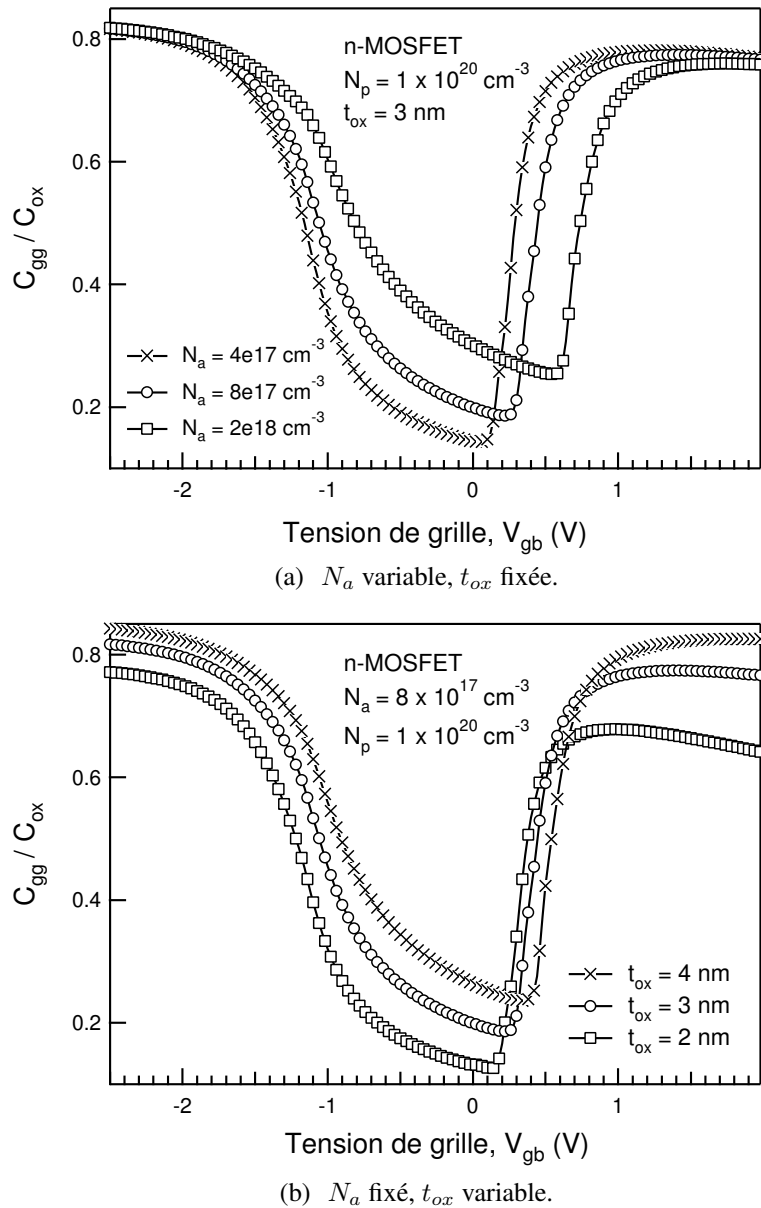 0.8
0.6
0.4
0.2
C_gg / C_ox
n-MOSFET
N_p = 1 x 10^20 cm^-3
t_ox = 3 nm
N_a = 4e17 cm^-3
N_a = 8e17 cm^-3
N_a = 2e18 cm^-3
-2 -1 0 1
Tension de grille, V_gb (V)
(a) N_a variable, t_ox fixée.
0.8
0.6
0.4
0.2
C_gg / C_ox
n-MOSFET
N_a = 8 x 10^17 cm^-3
N_p = 1 x 10^20 cm^-3
t_ox = 4 nm
t_ox = 3 nm
t_ox = 2 nm
-2 -1 0 1
Tension de grille, V_gb (V)
(b) N_a fixé, t_ox variable.